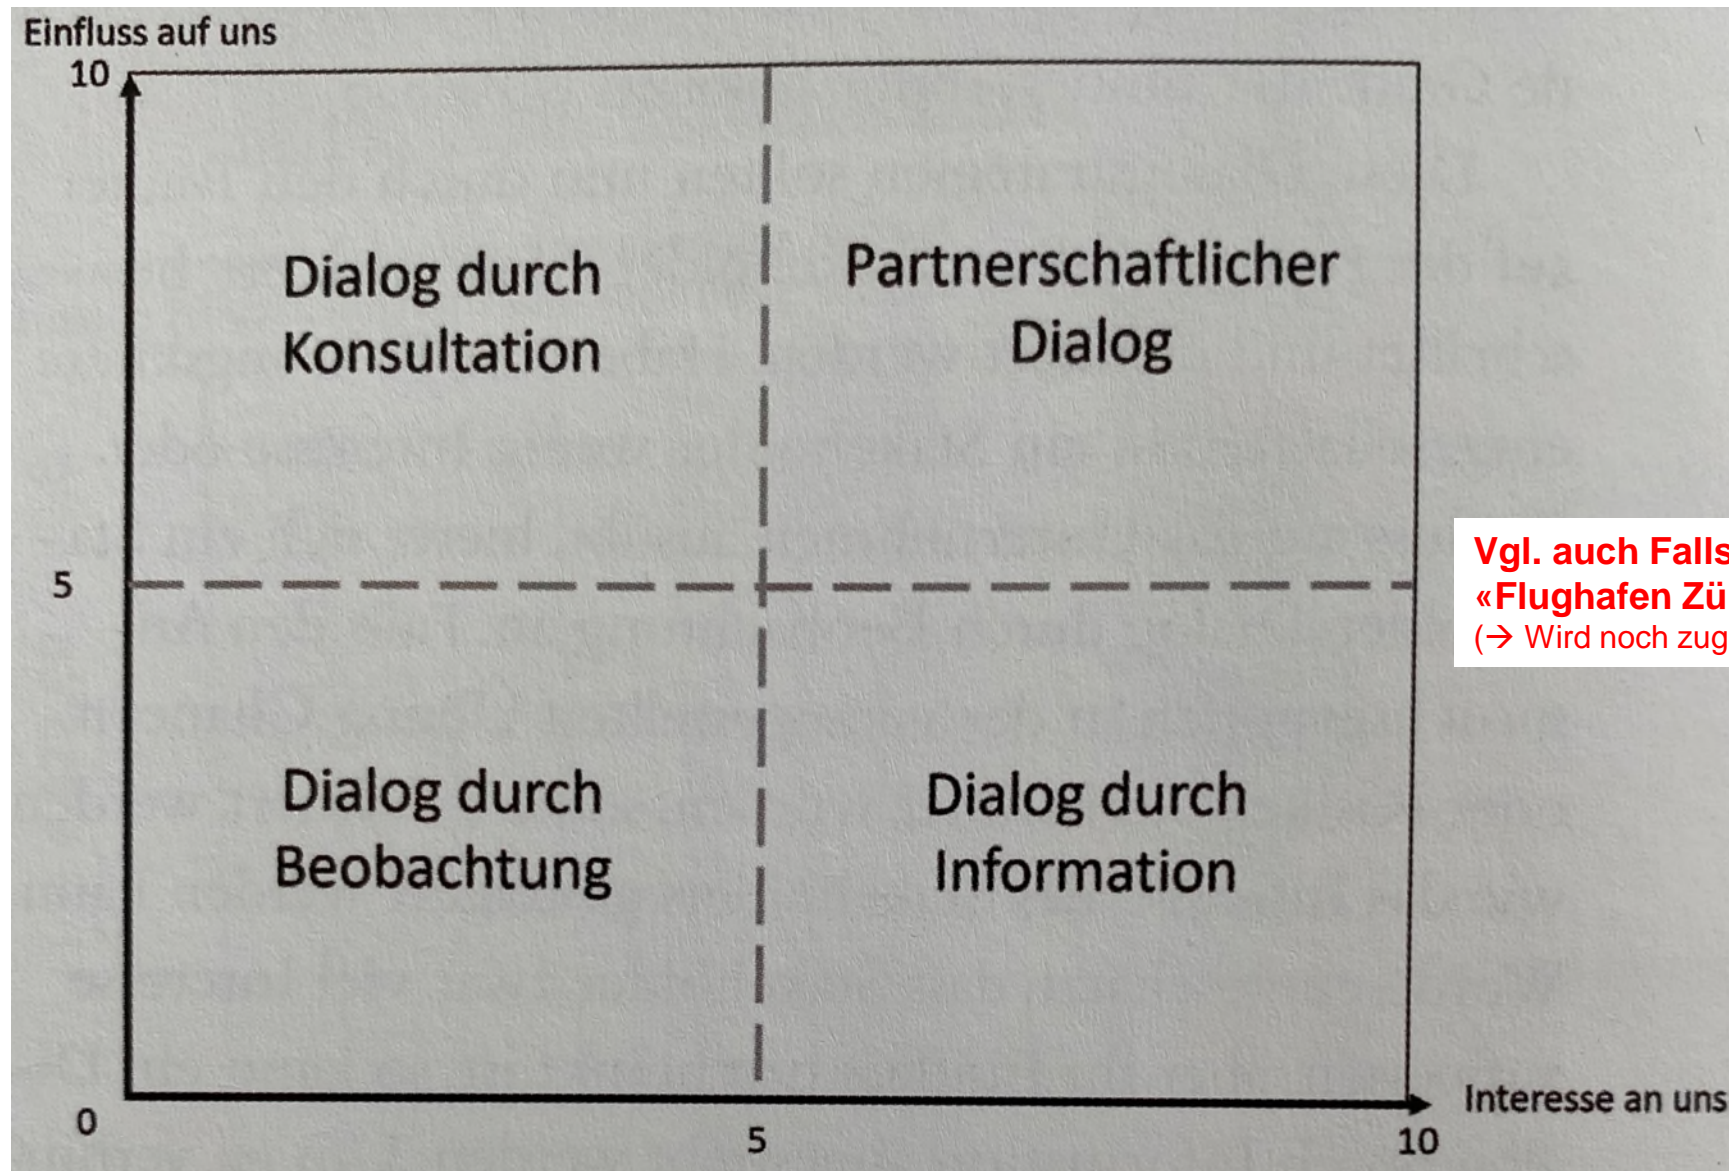 Einfluss auf uns
10
Dialog durch
Konsultation
Partnerschaftlicher
Dialog
5
Vgl. auch Falls
«Flughafen Zü
(→ Wird noch zug
Dialog durch
Beobachtung
Dialog durch
Information
0
5
10
Interesse an uns